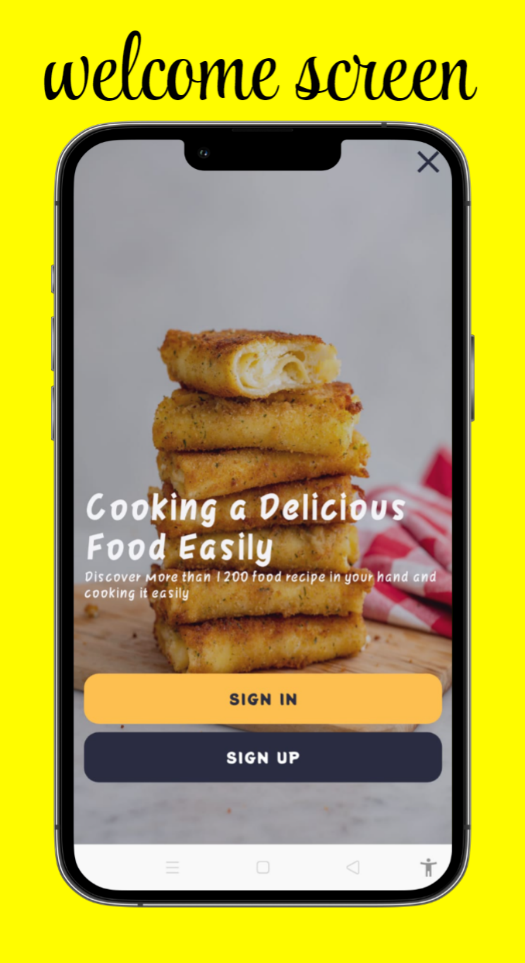 welcome screen
Cooking a Delicious
Food Easily
Discover More than 1200 food recipe in your hand and
cooking it easily
SIGN IN
SIGN UP